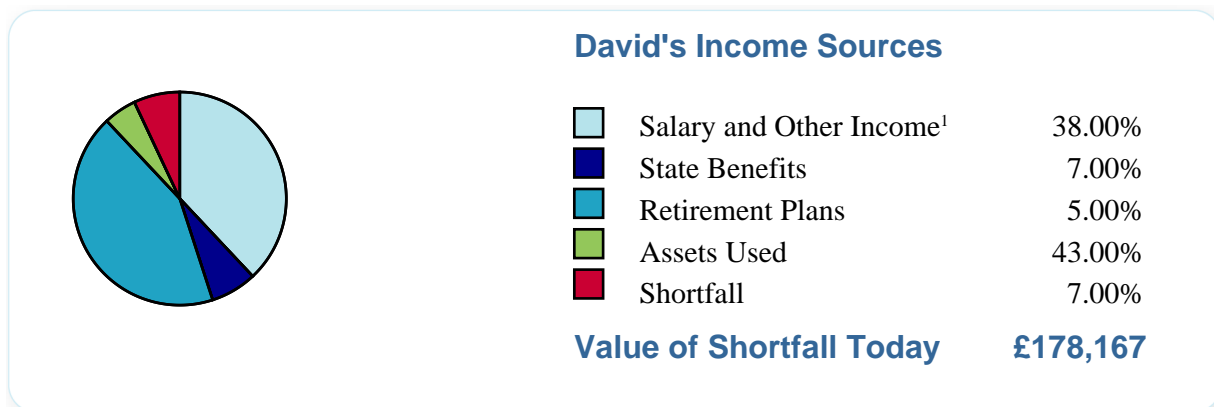 David's Income Sources
Salary and Other Income¹ 38.00%
State Benefits 7.00%
Retirement Plans 5.00%
Assets Used 43.00%
Shortfall 7.00%
Value of Shortfall Today £178,167